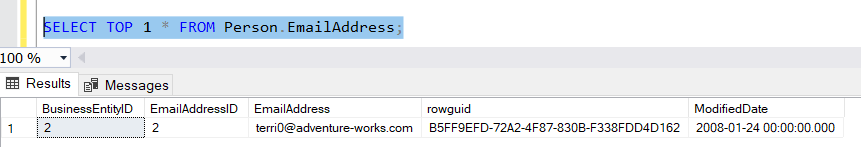 SELECT TOP 1 * FROM Person.EmailAddress;
100 %
Results Messages
BusinessEntityID EmailAddressID EmailAddress rowguid ModifiedDate
1 2 2 terri0@adventure-works.com B5FF9EFD-72A2-4F87-830B-F338FDD4D162 2008-01-24 00:00:00.000